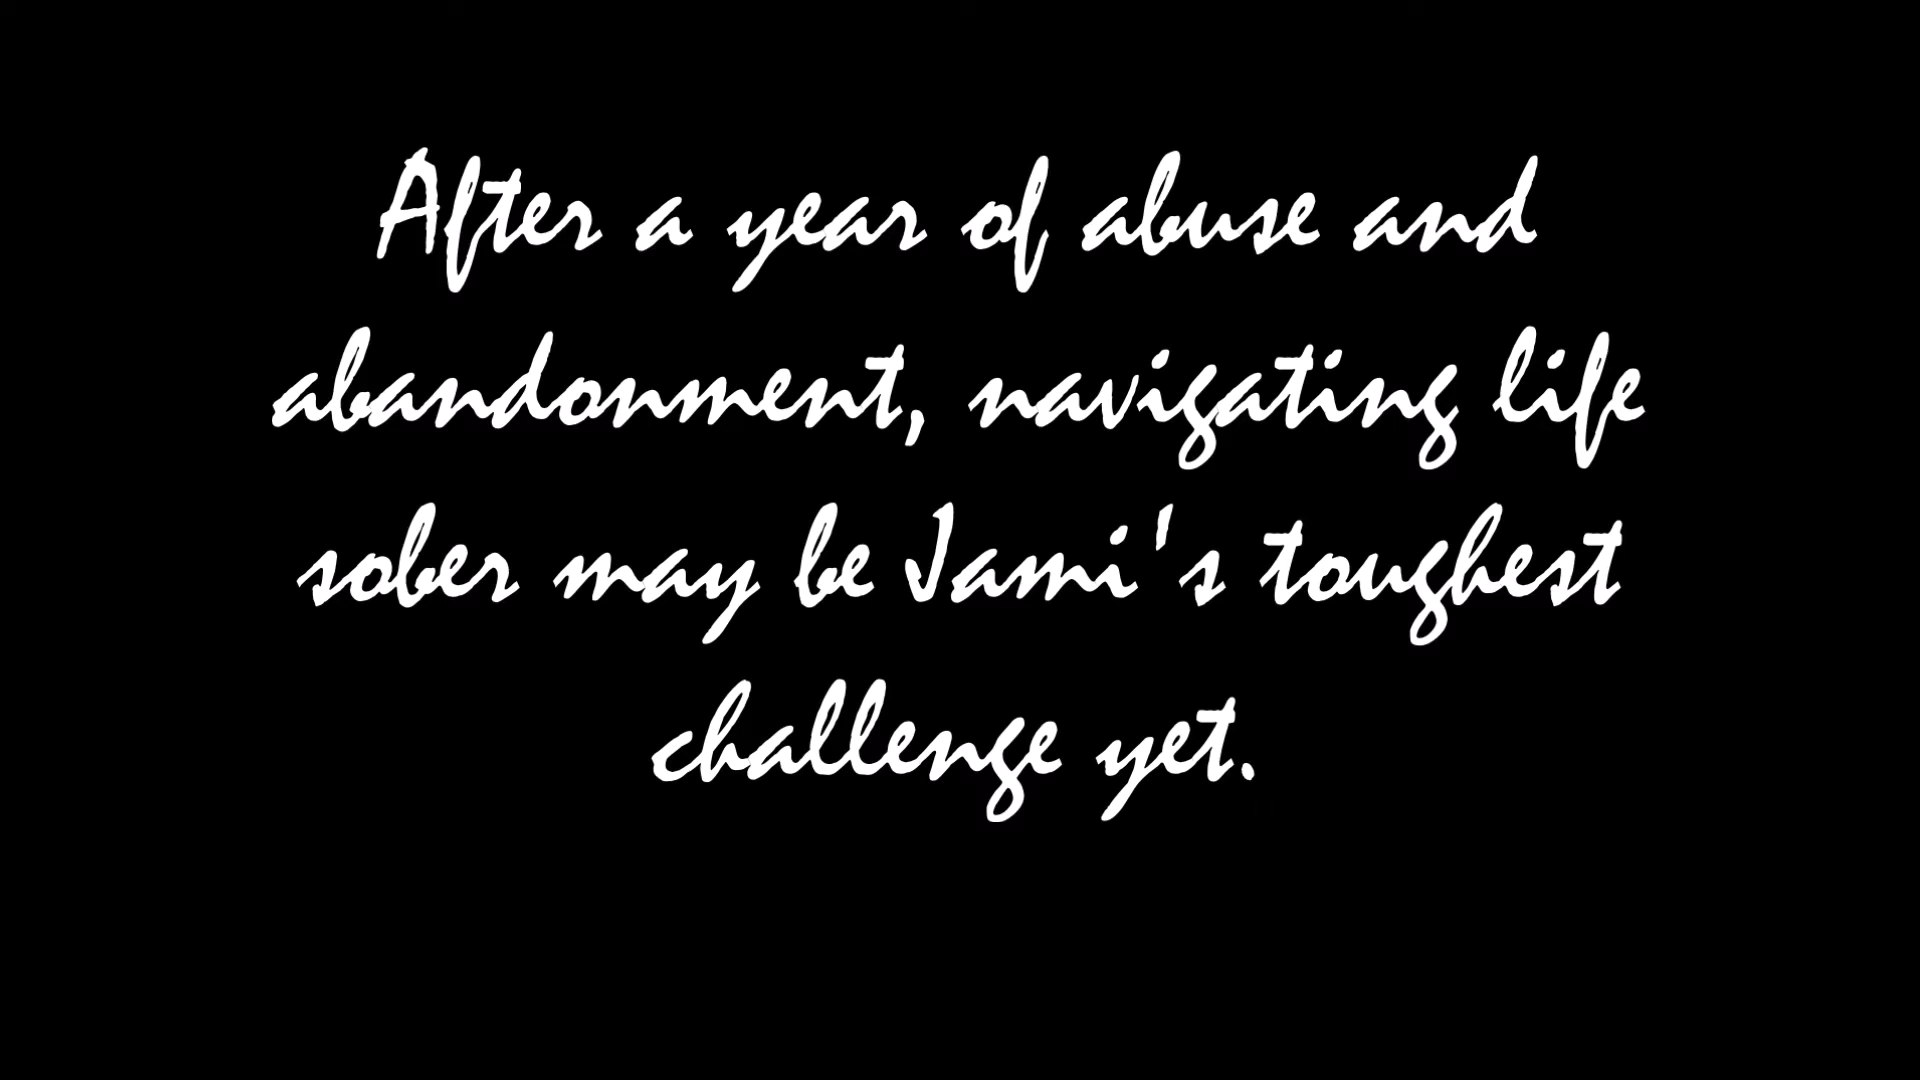 After a year of abuse and
abandonment, navigating life
sober may be Jami's toughest
challenge yet.